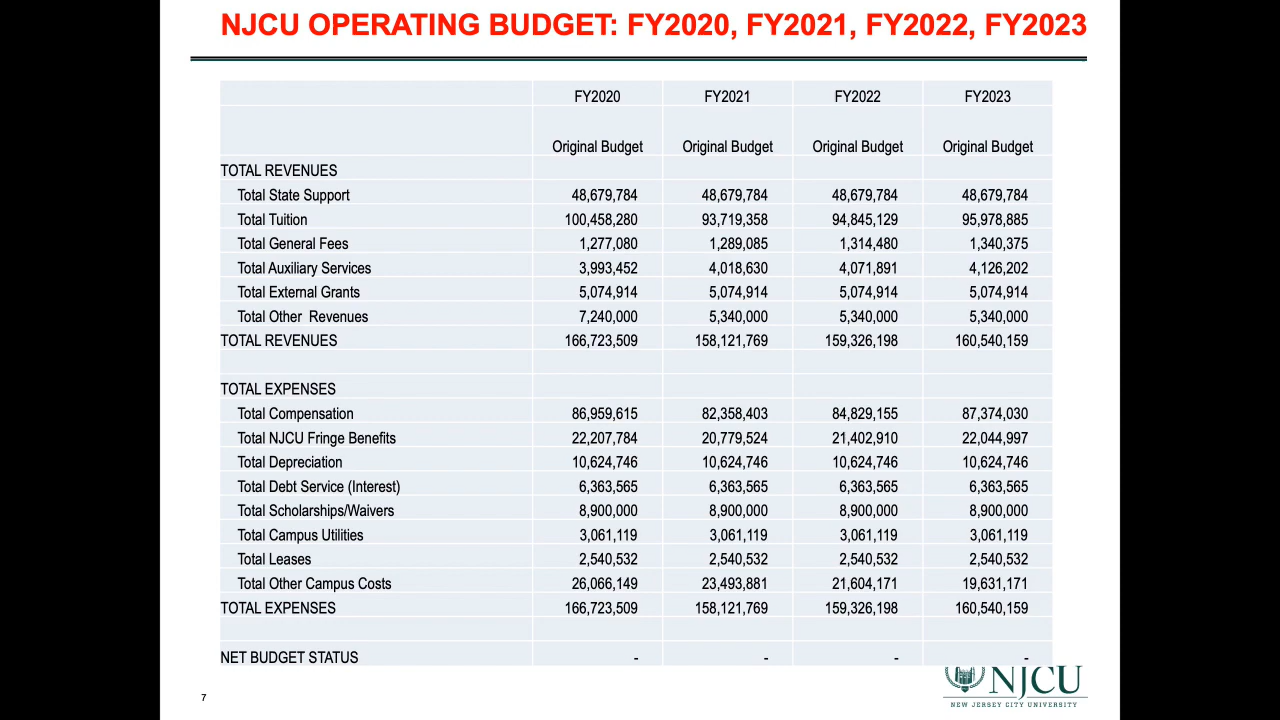 NJCU OPERATING BUDGET: FY2020, FY2021, FY2022, FY2023
FY2020 FY2021 FY2022 FY2023
Original Budget Original Budget Original Budget Original Budget
TOTAL REVENUES
Total State Support 48,679,784 48,679,784 48,679,784 48,679,784
Total Tuition 100,458,280 93,719,358 94,845,129 95,978,885
Total General Fees 1,277,080 1,289,085 1,314,480 1,340,375
Total Auxiliary Services 3,993,452 4,018,630 4,071,891 4,126,202
Total External Grants 5,074,914 5,074,914 5,074,914 5,074,914
Total Other Revenues 7,240,000 5,340,000 5,340,000 5,340,000
TOTAL REVENUES 166,723,509 158,121,769 159,326,198 160,540,159
TOTAL EXPENSES
Total Compensation 86,959,615 82,358,403 84,829,155 87,374,030
Total NJCU Fringe Benefits 22,207,784 20,779,524 21,402,910 22,044,997
Total Depreciation 10,624,746 10,624,746 10,624,746 10,624,746
Total Debt Service (Interest) 6,363,565 6,363,565 6,363,565 6,363,565
Total Scholarships/Waivers 8,900,000 8,900,000 8,900,000 8,900,000
Total Campus Utilities 3,061,119 3,061,119 3,061,119 3,061,119
Total Leases 2,540,532 2,540,532 2,540,532 2,540,532
Total Other Campus Costs 26,066,149 23,493,881 21,604,171 19,631,171
TOTAL EXPENSES 166,723,509 158,121,769 159,326,198 160,540,159
NET BUDGET STATUS - - - -
NJCU
NEW JERSEY CITY UNIVERSITY
7